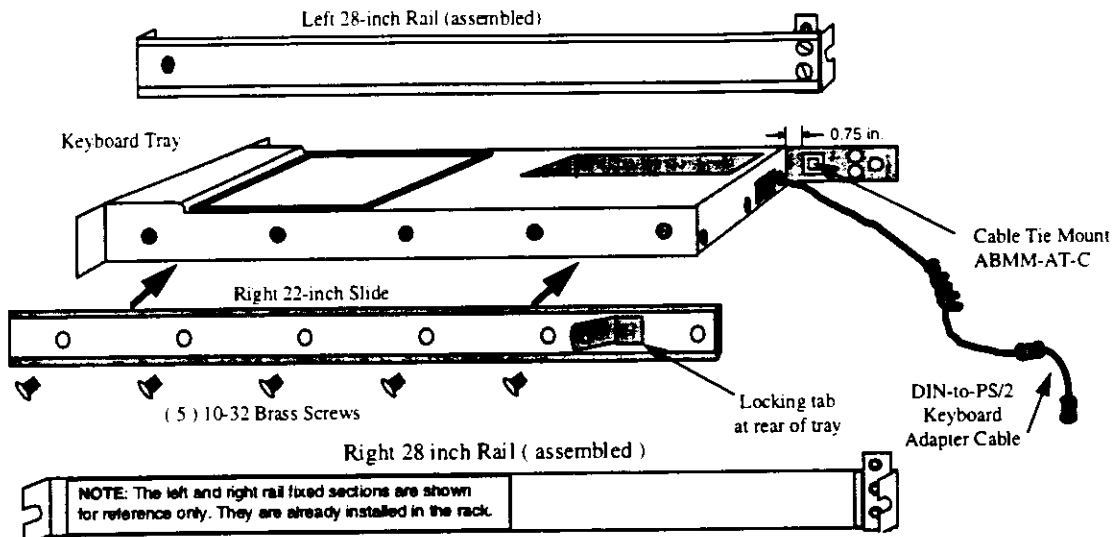 Left 28-inch Rail (assembled)
Keyboard Tray
0.75 in.
Cable Tie Mount
ABMM-AT-C
Right 22-inch Slide
( 5 ) 10-32 Brass Screws
Locking tab
at rear of tray
DIN-to-PS/2
Keyboard
Adapter Cable
Right 28 inch Rail ( assembled )
NOTE: The left and right rail fixed sections are shown
for reference only. They are already installed in the rack.